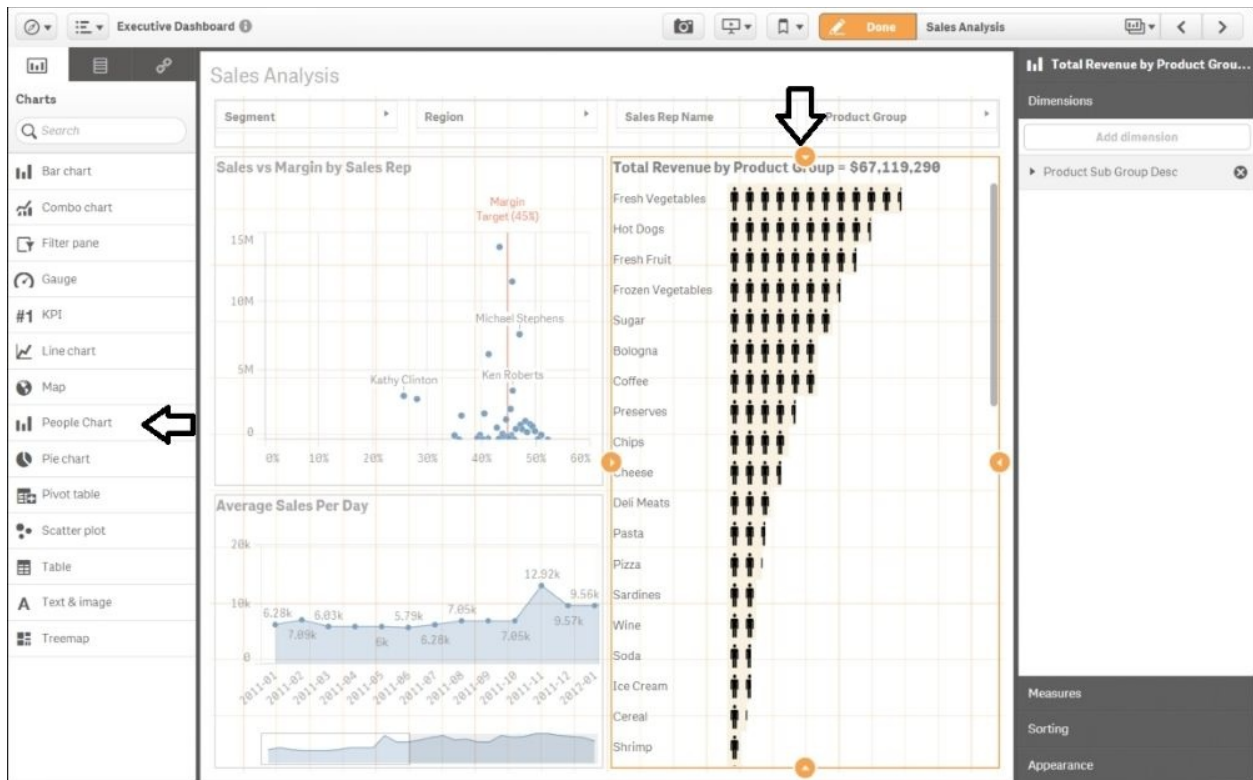 Executive Dashboard
Done
Sales Analysis
Charts
Search
Bar chart
Combo chart
Filter pane
Gauge
#1 KPI
Line chart
Map
People Chart
Pie chart
Pivot table
Scatter plot
Table
A Text & image
Treemap
Sales Analysis
Segment
Region
Sales Rep Name
Product Group
Sales vs Margin by Sales Rep
Margin
Target (45%)
15M
10M
Michael Stephens
5M
Kathy Clinton
Ken Roberts
0
0% 10% 20% 30% 40% 50% 60%
Average Sales Per Day
20k
12.92k
9.56k
10k
6.28k
6.03k
5.79k
7.05k
7.09k
6k
6.28k
7.05k
9.57k
0
2011-01 2011-02 2011-03 2011-04 2011-05 2011-06 2011-07 2011-08 2011-09 2011-10 2011-11 2011-12 2012-01
Total Revenue by Product Group = $67,119,290
Fresh Vegetables
Hot Dogs
Fresh Fruit
Frozen Vegetables
Sugar
Bologna
Coffee
Preserves
Chips
Cheese
Deli Meats
Pasta
Pizza
Sardines
Wine
Soda
Ice Cream
Cereal
Shrimp
Total Revenue by Product Grou...
Dimensions
Add dimension
Product Sub Group Desc
Measures
Sorting
Appearance